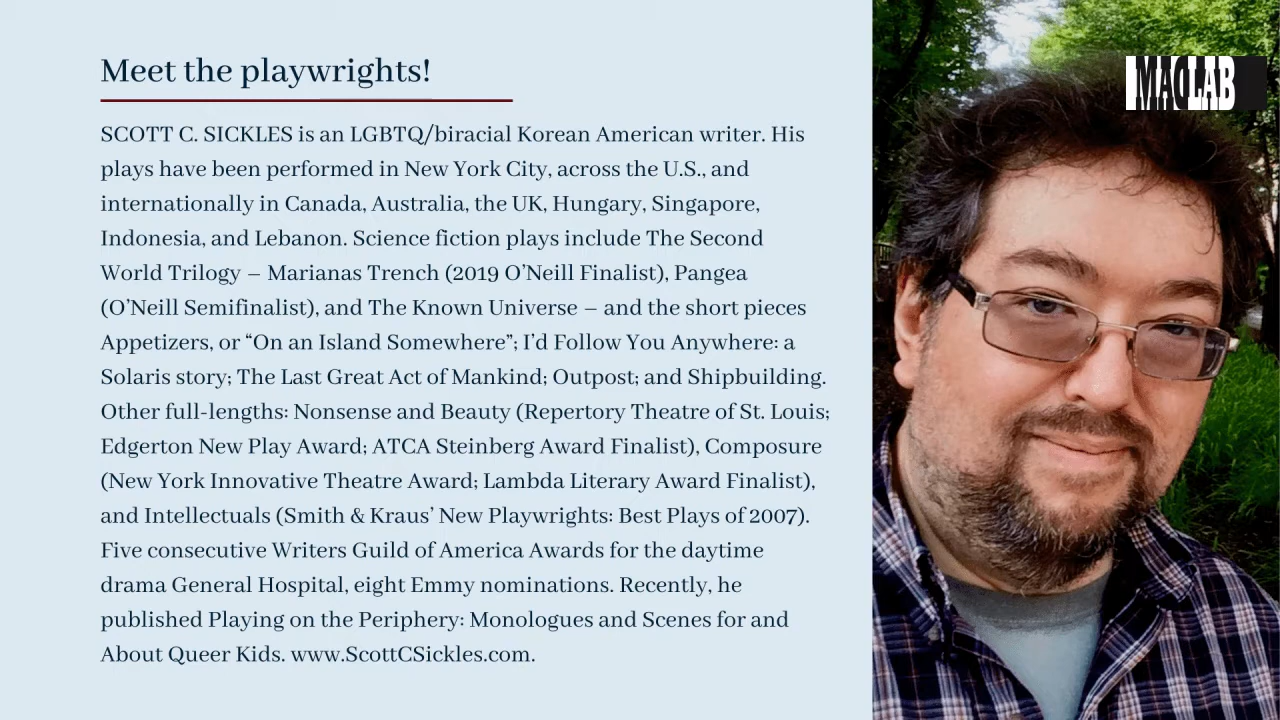 Meet the playwrights!
MACLAB
SCOTT C. SICKLES is an LGBTQ/biracial Korean American writer. His
plays have been performed in New York City, across the U.S., and
internationally in Canada, Australia, the UK, Hungary, Singapore,
Indonesia, and Lebanon. Science fiction plays include The Second
World Trilogy – Marianas Trench (2019 O’Neill Finalist), Pangea
(O’Neill Semifinalist), and The Known Universe – and the short pieces
Appetizers, or “On an Island Somewhere”; I’d Follow You Anywhere: a
Solaris story; The Last Great Act of Mankind; Outpost; and Shipbuilding.
Other full-lengths: Nonsense and Beauty (Repertory Theatre of St. Louis;
Edgerton New Play Award; ATCA Steinberg Award Finalist), Composure
(New York Innovative Theatre Award; Lambda Literary Award Finalist),
and Intellectuals (Smith & Kraus’ New Playwrights: Best Plays of 2007).
Five consecutive Writers Guild of America Awards for the daytime
drama General Hospital, eight Emmy nominations. Recently, he
published Playing on the Periphery: Monologues and Scenes for and
About Queer Kids. www.ScottCSickles.com.